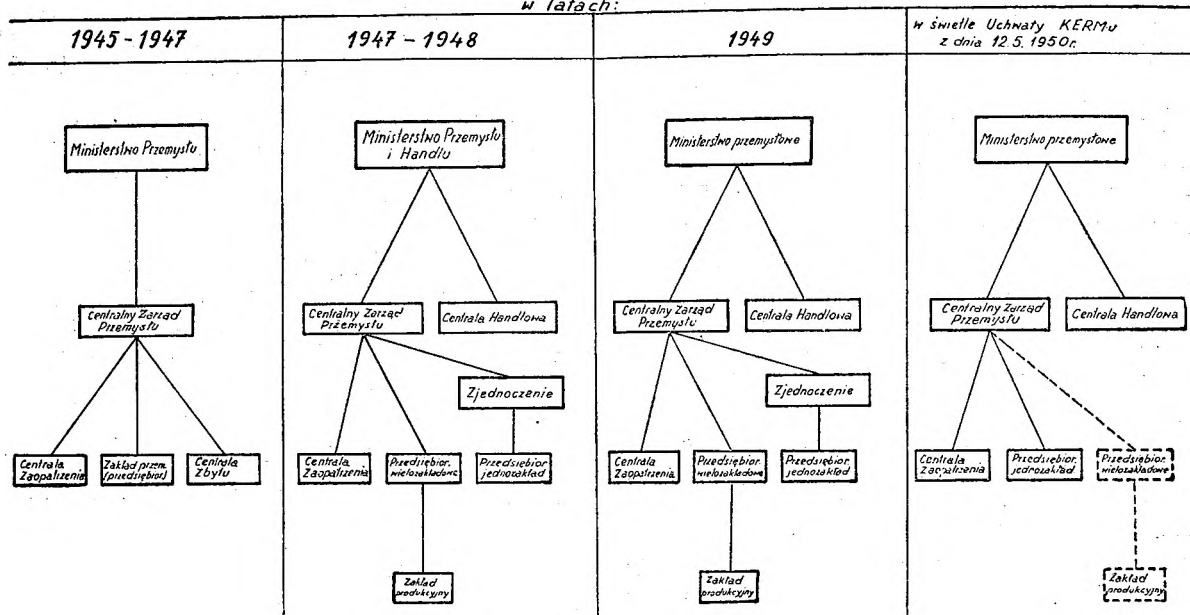 w latach:
1945-1947
1947 - 1948
1949
w świetle Uchwały KERMu
z dnia 12.5.1950r.
Ministerstwo Przemysłu
Centralny Zarząd
Przemysłu
Centrala
Zaopatrzenia
Zakład przem.
(przedsiębior.)
Centrala
Zbytu
Ministerstwo Przemysłu
i Handlu
Centralny Zarząd
Przemysłu
Centrala Handlowa
Zjednoczenie
Centrala
Zaopatrzenia
Przedsiębior.
wielozakładowe
Przedsiębior.
jednozakład.
Zakład
produkcyjny
Ministerstwo przemysłowe
Centralny Zarząd
Przemysłu
Centrala Handlowa
Zjednoczenie
Centrala
Zaopatrzenia
Przedsiębior.
wielozakładowe
Przedsiębior.
jednozakład.
Zakład
produkcyjny
Ministerstwo przemysłowe
Centralny Zarząd
Przemysłu
Centrala Handlowa
Centrala
Zaopatrzenia
Przedsiębior.
jednozakład.
Przedsiębior.
wielozakładowe
Zakład
produkcyjny